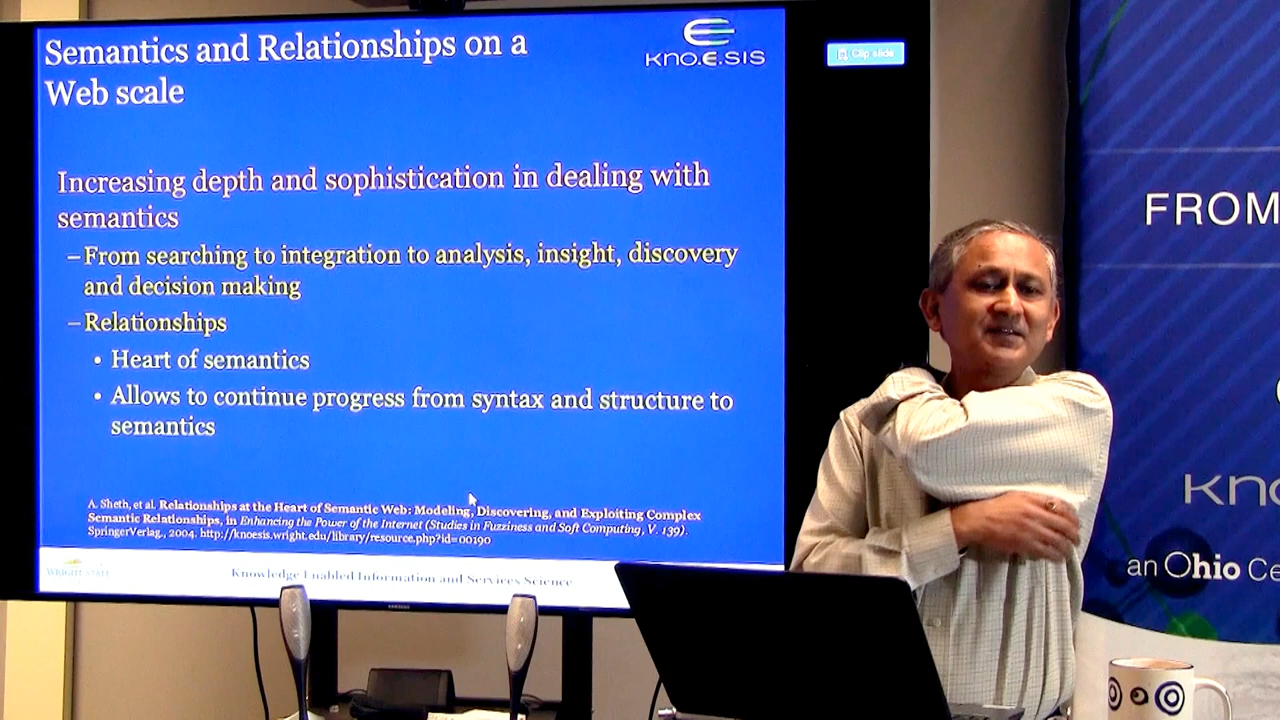 Semantics and Relationships on a
Web scale
kno.e.sis
Clip slide
Increasing depth and sophistication in dealing with
semantics
–From searching to integration to analysis, insight, discovery
and decision making
–Relationships
• Heart of semantics
• Allows to continue progress from syntax and structure to
semantics
A. Sheth, et al. Relationships at the Heart of Semantic Web: Modeling, Discovering, and Exploiting Complex
Semantic Relationships, in Enhancing the Power of the Internet (Studies in Fuzziness and Soft Computing, V. 139).
SpringerVerlag., 2004. http://knoesis.wright.edu/library/resource.php?id=00190
WRIGHT STATE
Knowledge Enabled Information and Services Science
SAMSUNG
FROM
kno
an Ohio Ce